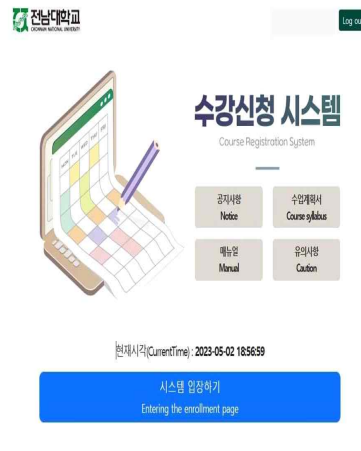 전남대학교
CHONNAM NATIONAL UNIVERSITY
Log ou
수강신청 시스템
Course Registration System
공지사항
Notice
수업계획서
Course syllabus
매뉴얼
Manual
유의사항
Caution
현재시각(CurrentTime) : 2023-05-02 18:56:59
시스템 입장하기
Entering the enrollment page